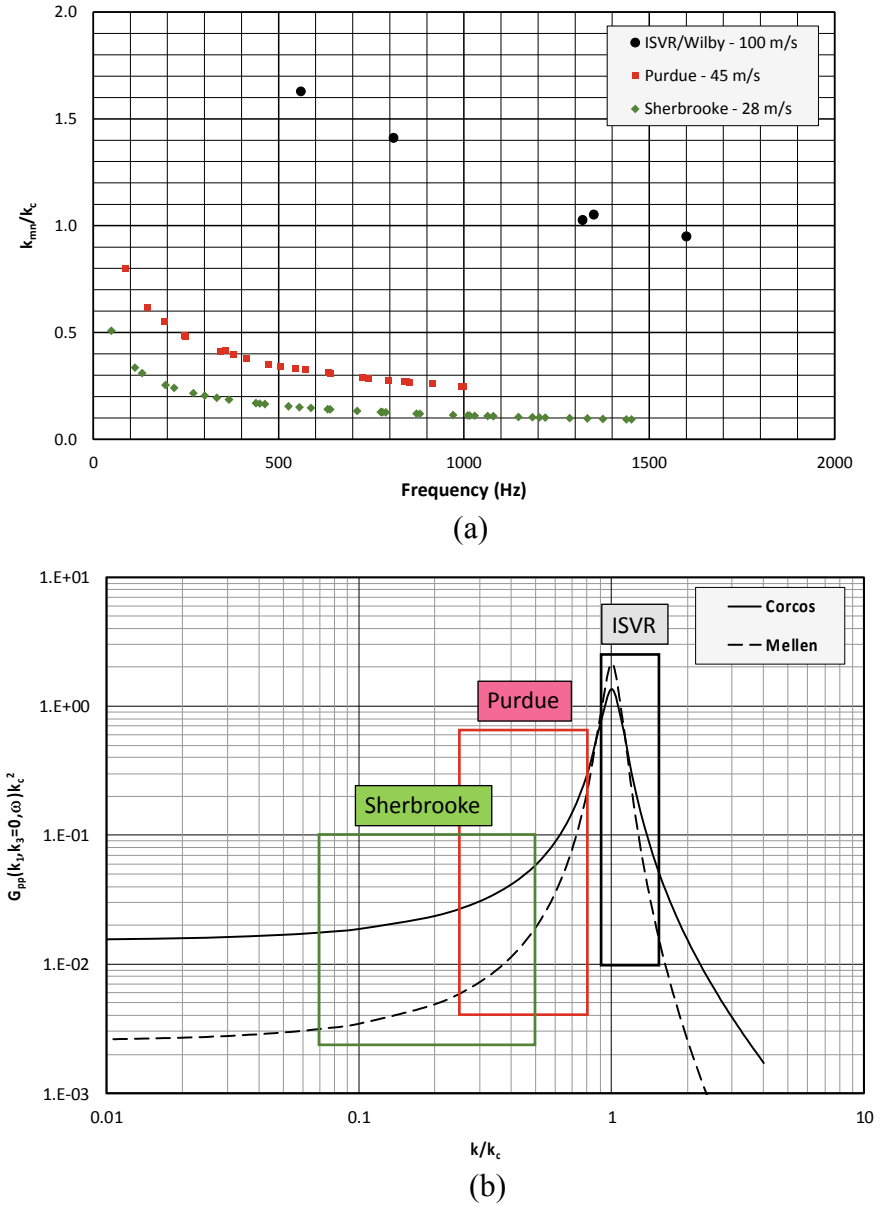 2.0
1.5
1.0
0.5
0.0
k_mn/k_c
ISVR/Wilby - 100 m/s
Purdue - 45 m/s
Sherbrooke - 28 m/s
0
500
1000
1500
2000
Frequency (Hz)
(a)
1.E+01
1.E+00
1.E-01
1.E-02
1.E-03
G_pp(k_1,k_3=0,ω)k_c^2
Corcos
Mellen
ISVR
Purdue
Sherbrooke
0.01
0.1
1
10
k/k_c
(b)